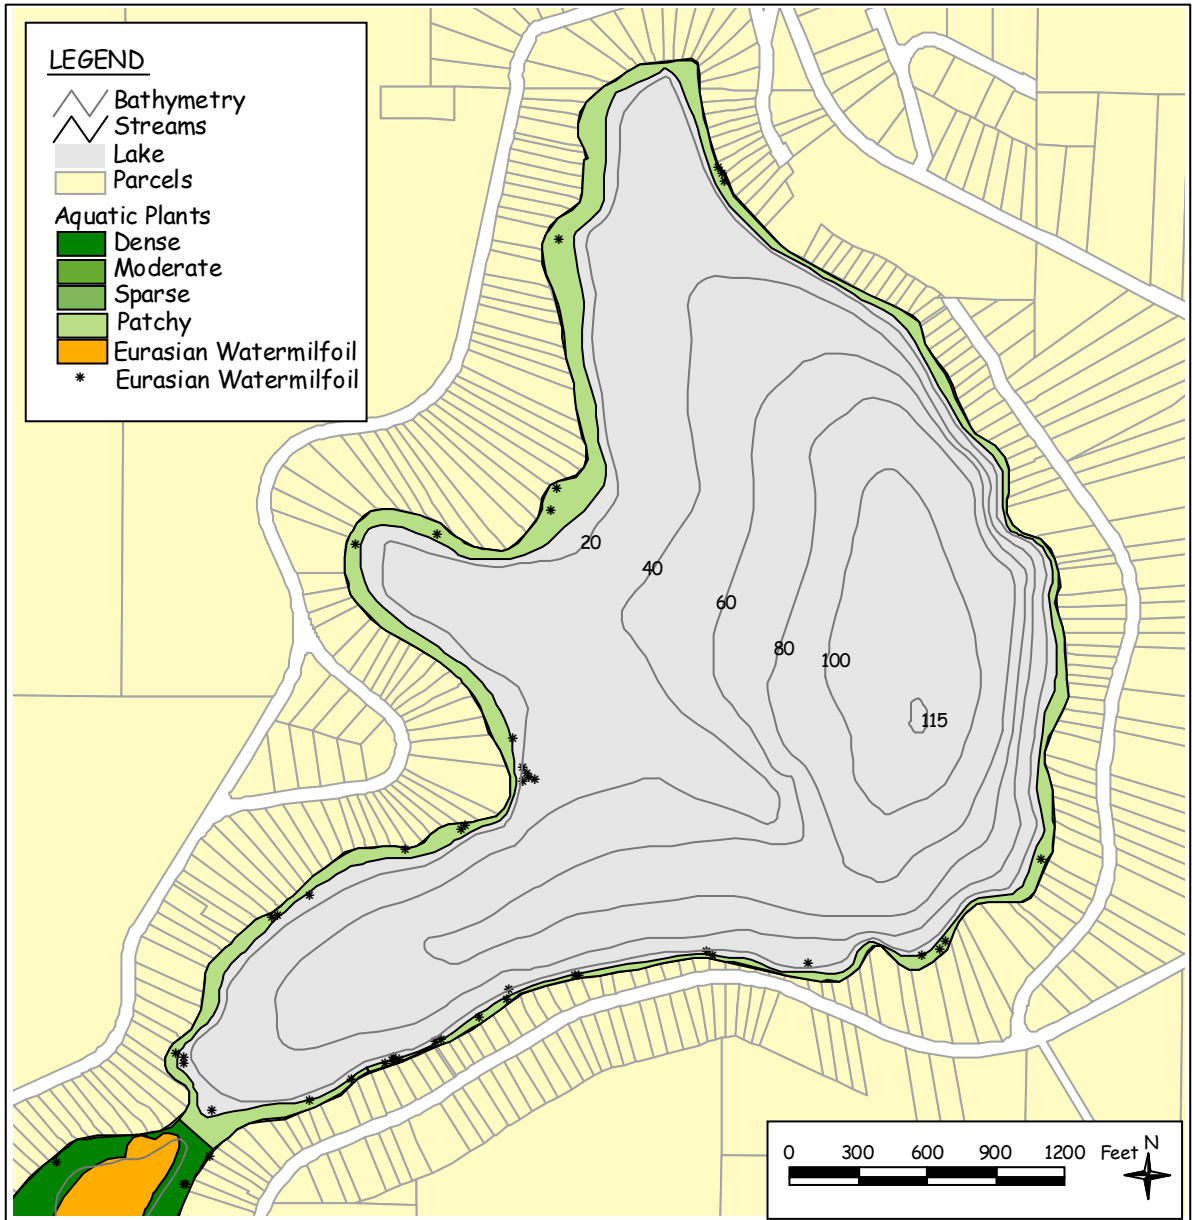 LEGEND
Bathymetry
Streams
Lake
Parcels
Aquatic Plants
Dense
Moderate
Sparse
Patchy
Eurasian Watermilfoil
Eurasian Watermilfoil
20
40
60
80
100
115
0 300 600 900 1200 Feet N